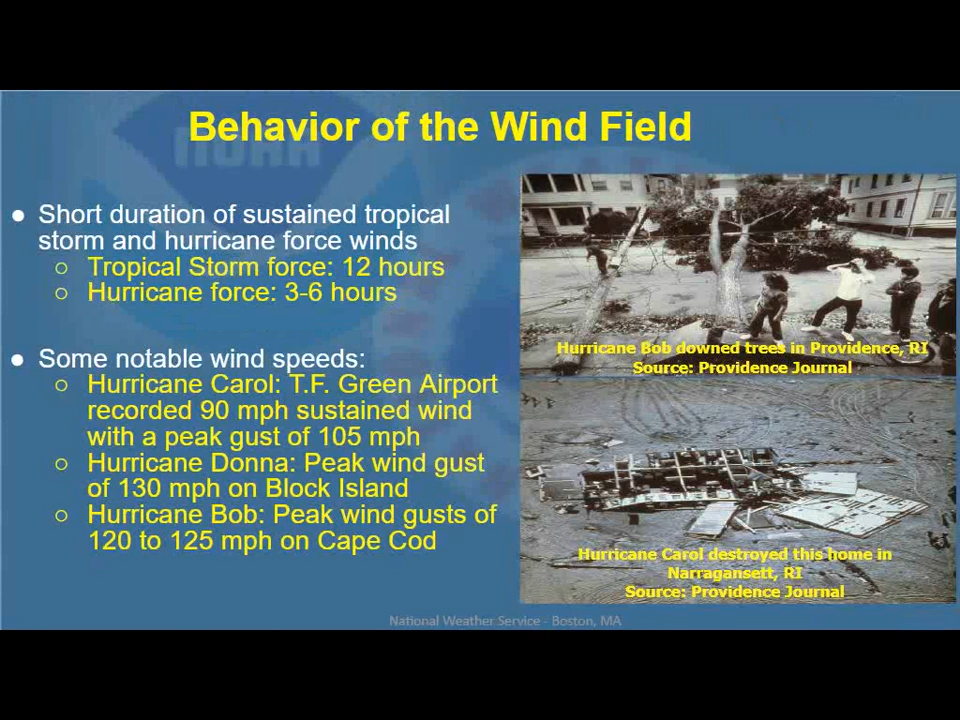 NOAA
Behavior of the Wind Field
● Short duration of sustained tropical
storm and hurricane force winds
○ Tropical Storm force: 12 hours
○ Hurricane force: 3-6 hours
● Some notable wind speeds:
○ Hurricane Carol: T.F. Green Airport
recorded 90 mph sustained wind
with a peak gust of 105 mph
○ Hurricane Donna: Peak wind gust
of 130 mph on Block Island
○ Hurricane Bob: Peak wind gusts of
120 to 125 mph on Cape Cod
Hurricane Bob downed trees in Providence, RI
Source: Providence Journal
Hurricane Carol destroyed this home in
Narragansett, RI
Source: Providence Journal
National Weather Service - Boston, MA